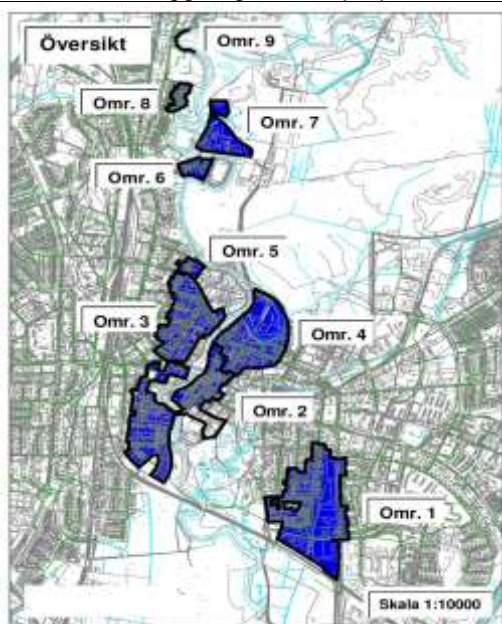 Översikt
Omr. 9
Omr. 8
Omr. 7
Omr. 6
Omr. 5
Omr. 3
Omr. 4
Omr. 2
Omr. 1
Skala 1:10000